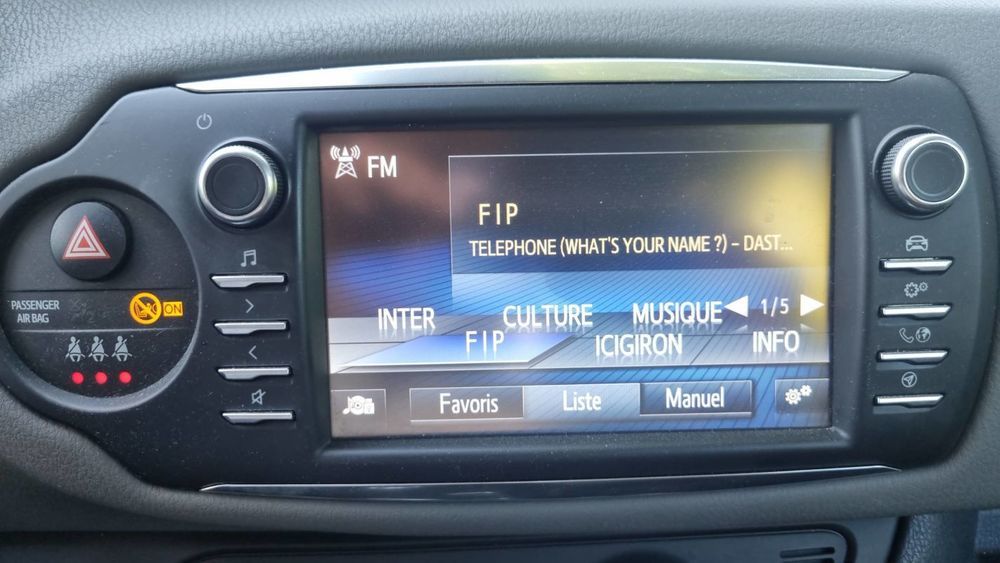 FM
FIP
TELEPHONE (WHAT'S YOUR NAME ?) - DAST...
INTER CULTURE MUSIQUE 1/5
FIP ICIGIRON INFO
Favoris Liste Manuel
PASSENGER
AIR BAG
ON